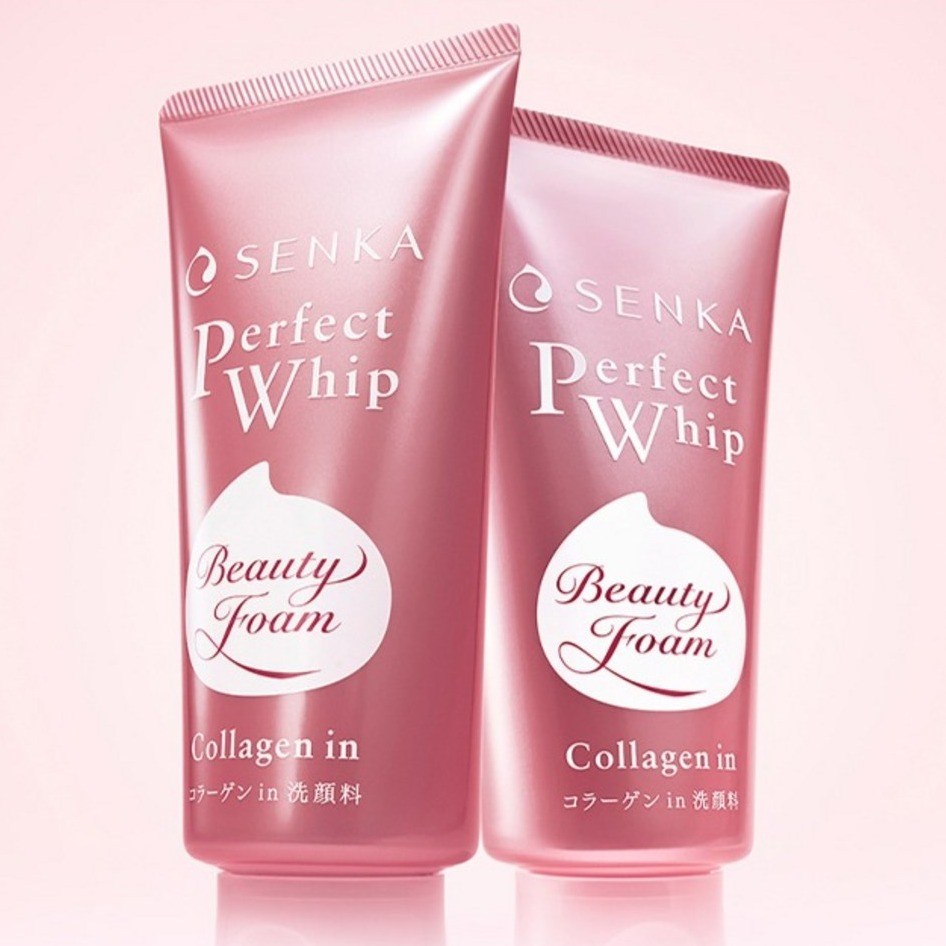 SENKA
Perfect
Whip
Beauty
Foam
Collagen in
コラーゲン in 洗顔料
SENKA
Perfect
Whip
Beauty
Foam
Collagen in
コラーゲン in 洗顔料